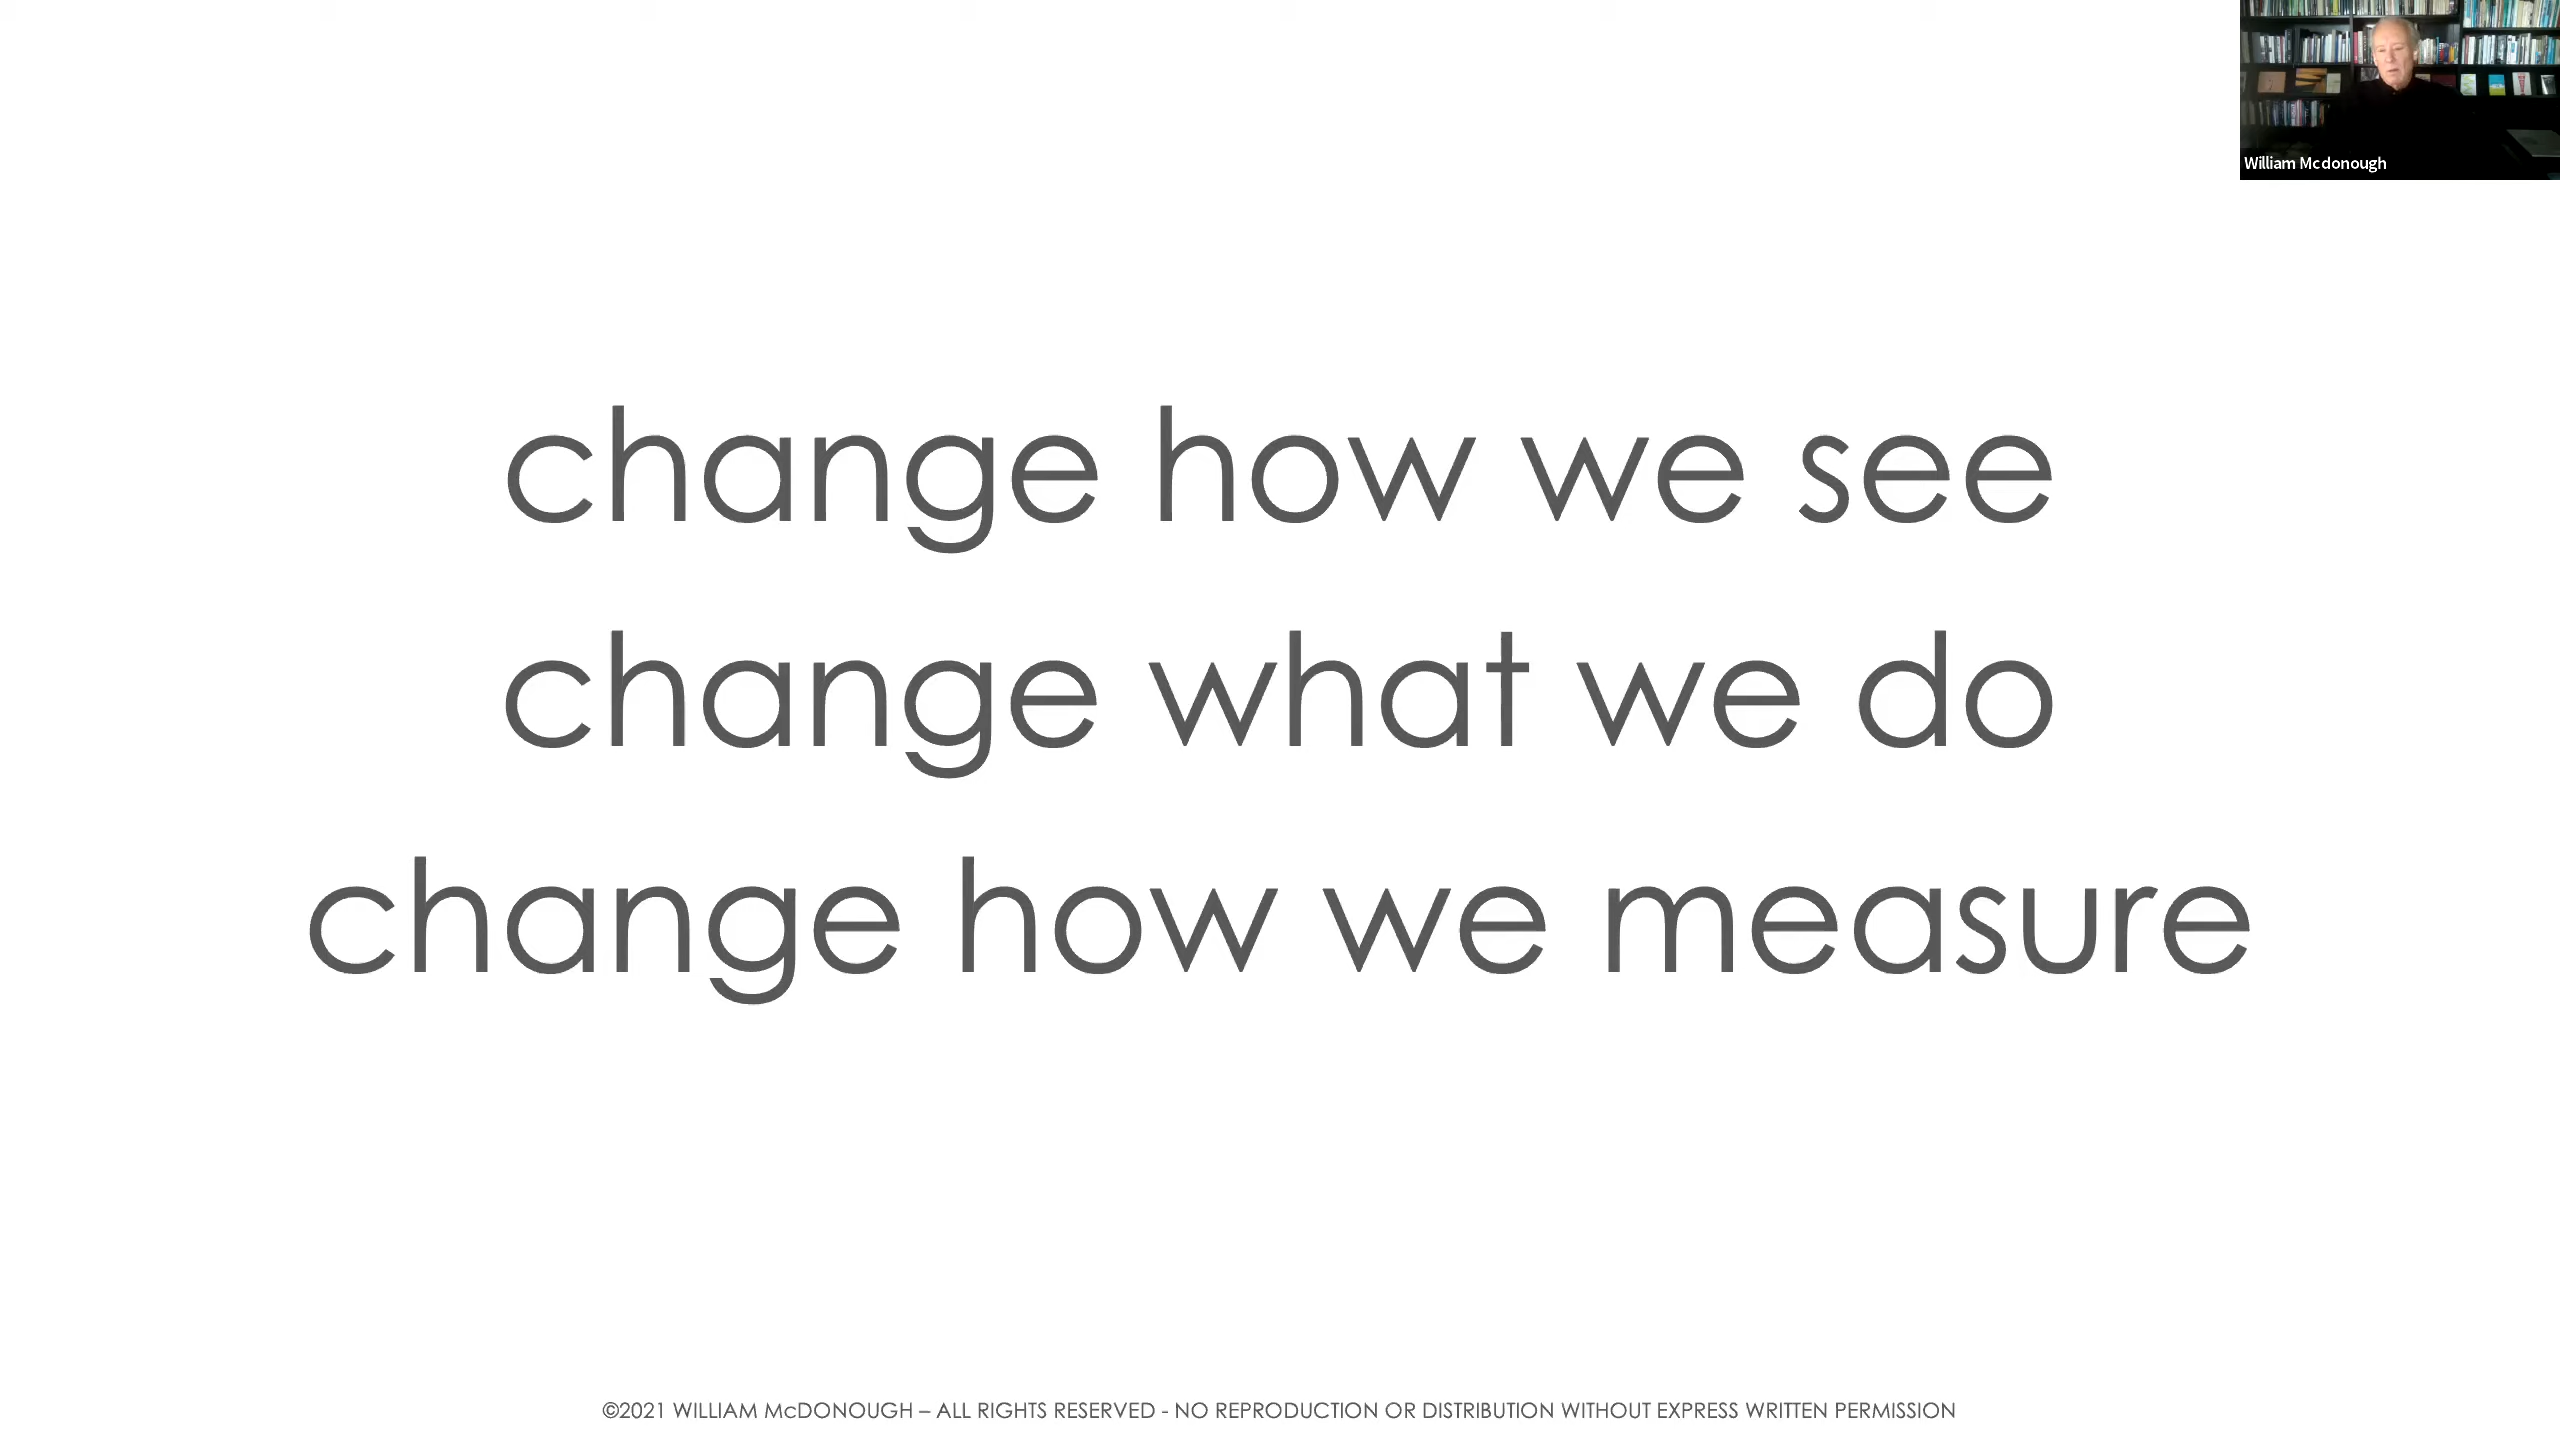 William Mcdonough
change how we see
change what we do
change how we measure
©2021 WILLIAM McDONOUGH – ALL RIGHTS RESERVED - NO REPRODUCTION OR DISTRIBUTION WITHOUT EXPRESS WRITTEN PERMISSION